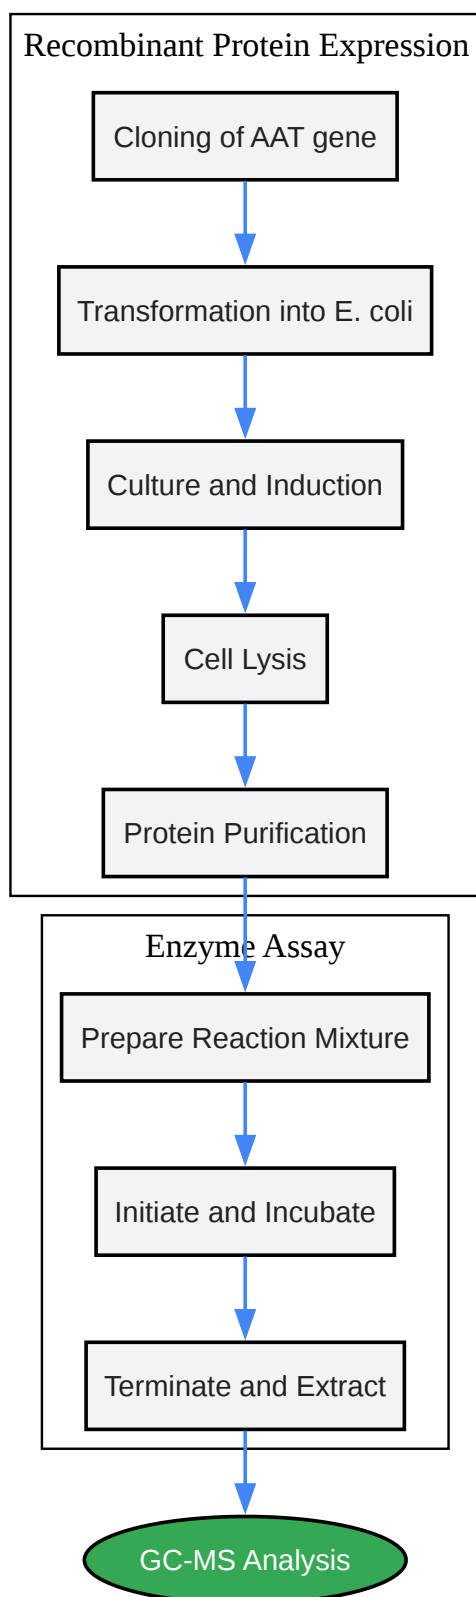 Recombinant Protein Expression
Cloning of AAT gene
Transformation into E. coli
Culture and Induction
Cell Lysis
Protein Purification
Enzyme Assay
Prepare Reaction Mixture
Initiate and Incubate
Terminate and Extract
GC-MS Analysis